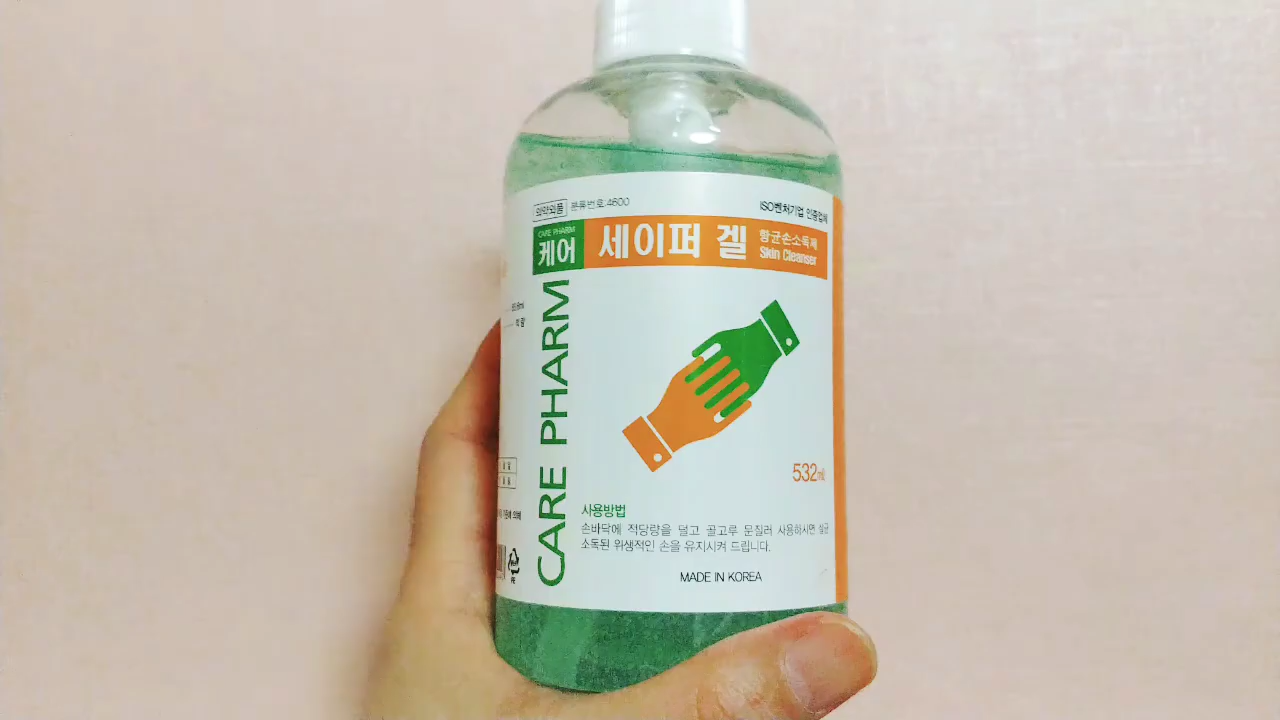 의약외품 분류번호:4600
ISO벤처기업 인증업체
CARE PHARM
케어
세이퍼 겔
항균손소독제
Skin Cleanser
CARE PHARM
532ml
사용방법
손바닥에 적당량을 덜고 골고루 문질러 사용하시면 살균
소독된 위생적인 손을 유지시켜 드립니다.
MADE IN KOREA
PE